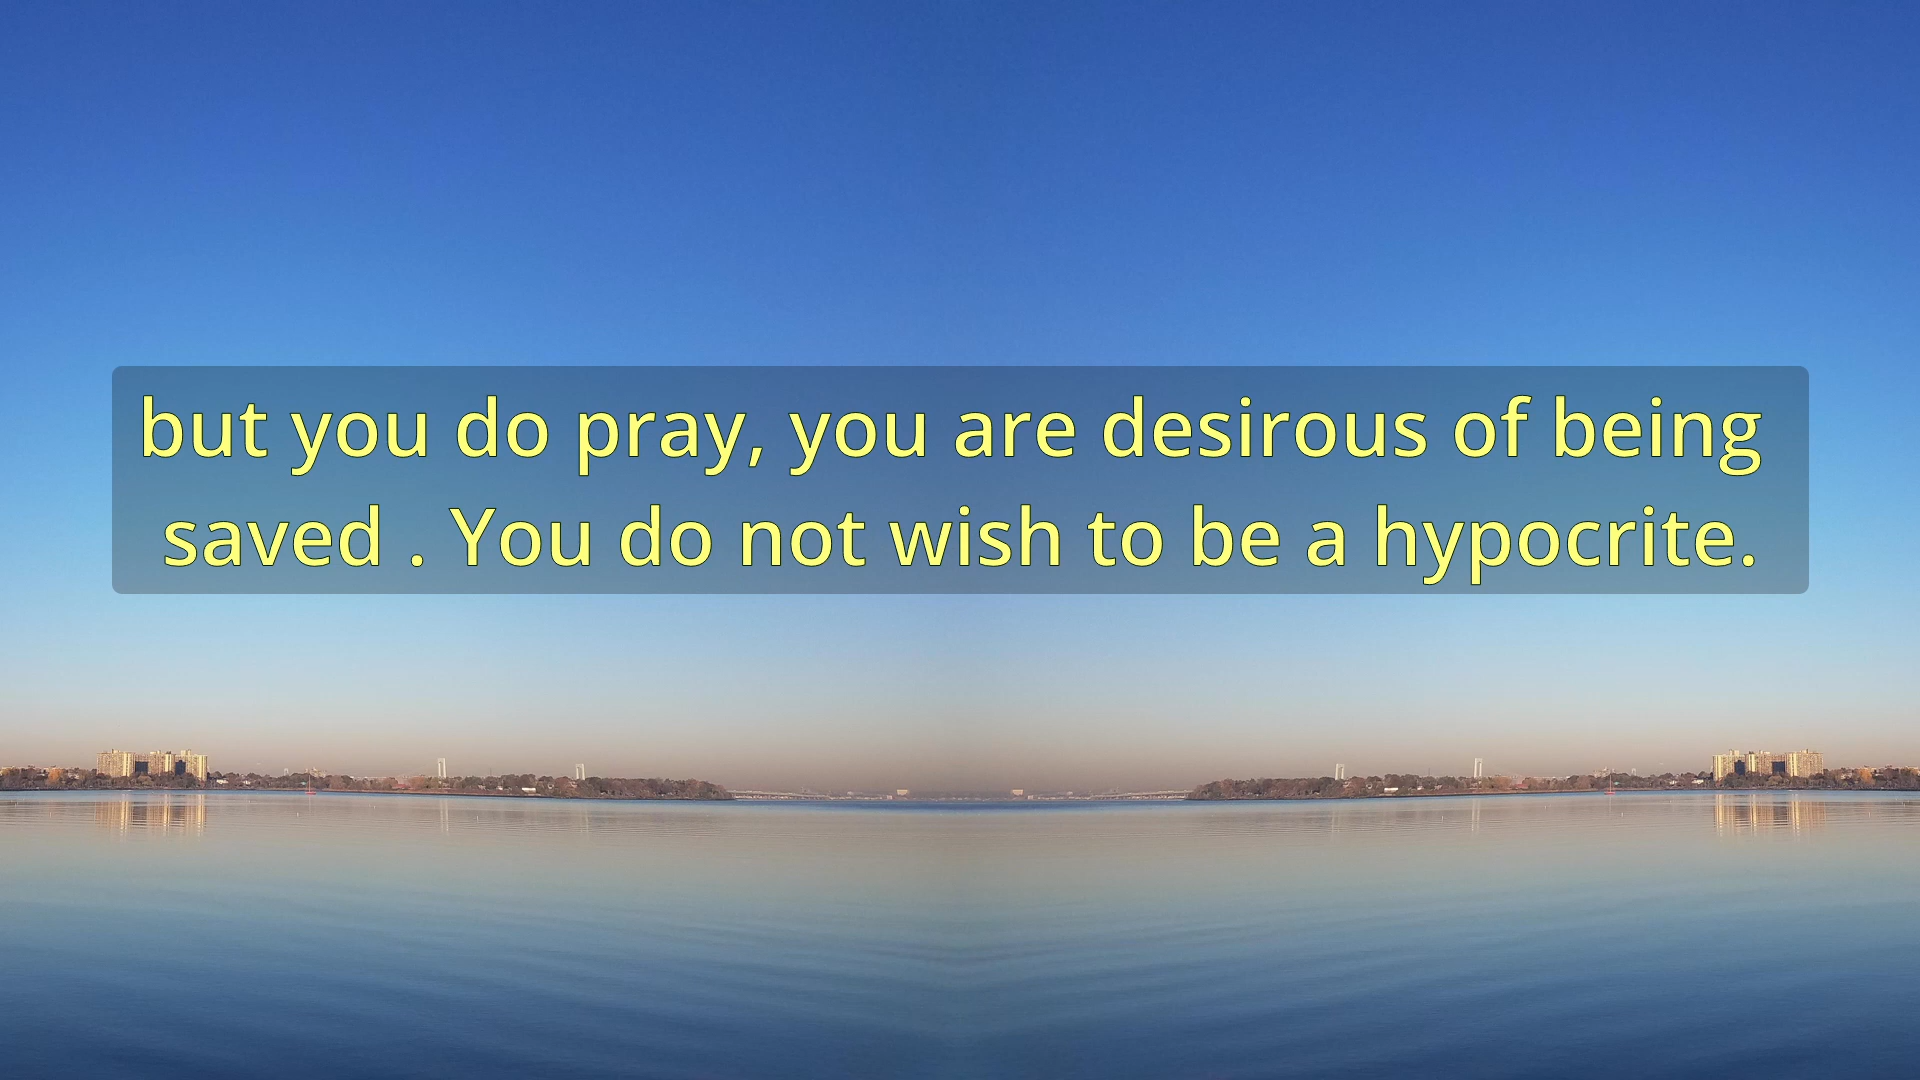 but you do pray, you are desirous of being
saved . You do not wish to be a hypocrite.